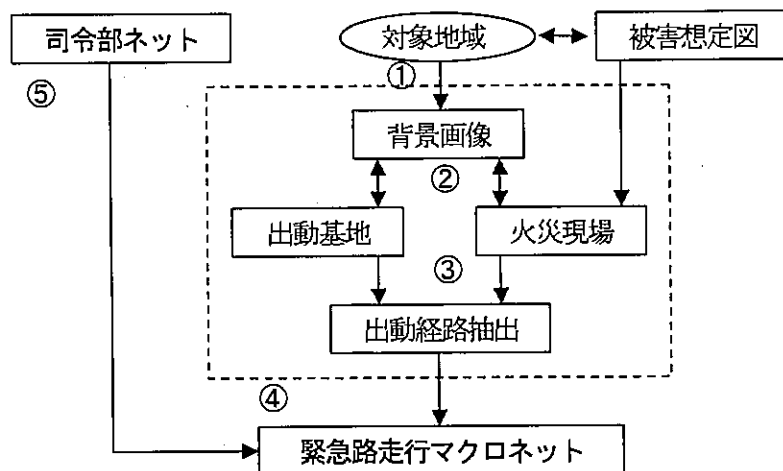 司令部ネット
対象地域
被害想定図
⑤
①
背景画像
②
出動基地
火災現場
③
出動経路抽出
④
緊急路走行マクロネット